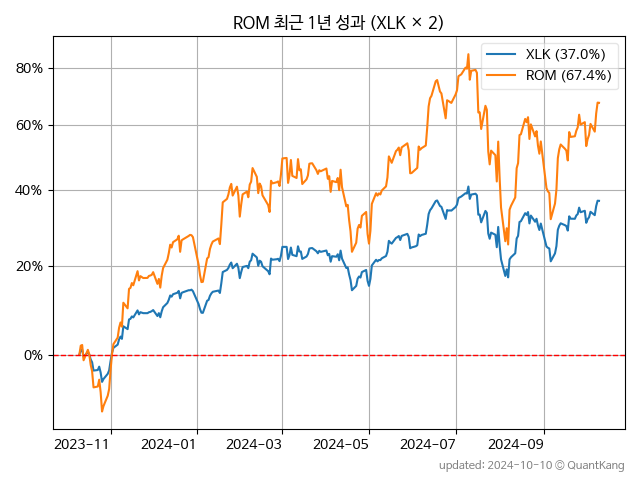 ROM 최근 1년 성과 (XLK × 2)
XLK (37.0%)
ROM (67.4%)
80%
60%
40%
20%
0%
2023-11 2024-01 2024-03 2024-05 2024-07 2024-09
updated: 2024-10-10 © QuantKang